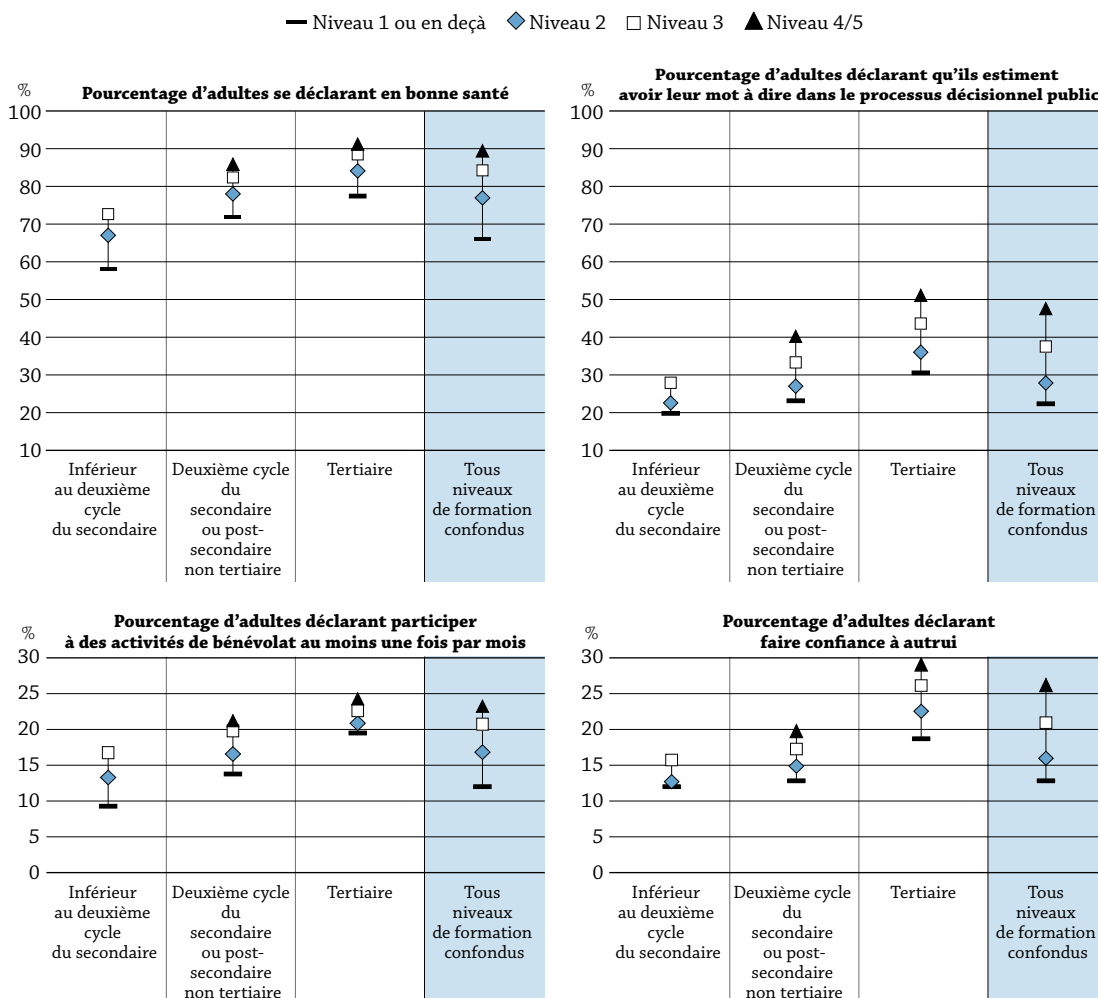 Niveau 1 ou en deçà Niveau 2 Niveau 3 Niveau 4/5
%
Pourcentage d'adultes se déclarant en bonne santé
100
90
80
70
60
50
40
30
20
10
Inférieur
au deuxième
cycle
du secondaire
Deuxième cycle
du
secondaire
ou post-
secondaire
non tertiaire
Tertiaire
Tous
niveaux
de formation
confondus
%
Pourcentage d'adultes déclarant qu'ils estiment
avoir leur mot à dire dans le processus décisionnel public
100
90
80
70
60
50
40
30
20
10
Inférieur
au deuxième
cycle
du secondaire
Deuxième cycle
du
secondaire
ou post-
secondaire
non tertiaire
Tertiaire
Tous
niveaux
de formation
confondus
%
Pourcentage d'adultes déclarant participer
à des activités de bénévolat au moins une fois par mois
30
25
20
15
10
5
0
Inférieur
au deuxième
cycle
du secondaire
Deuxième cycle
du
secondaire
ou post-
secondaire
non tertiaire
Tertiaire
Tous
niveaux
de formation
confondus
%
Pourcentage d'adultes déclarant
faire confiance à autrui
30
25
20
15
10
5
0
Inférieur
au deuxième
cycle
du secondaire
Deuxième cycle
du
secondaire
ou post-
secondaire
non tertiaire
Tertiaire
Tous
niveaux
de formation
confondus